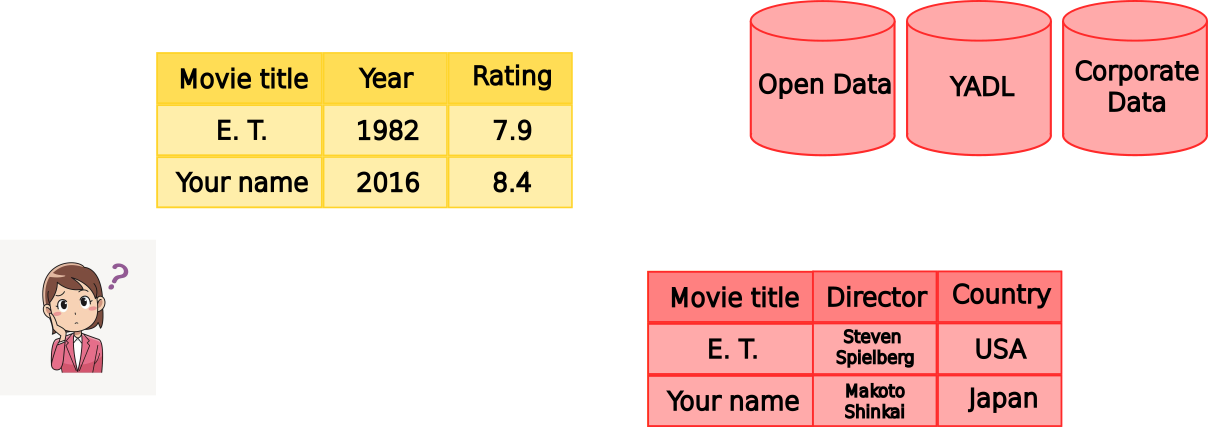 Movie title Year Rating
E. T. 1982 7.9
Your name 2016 8.4
Open Data
YADL
Corporate
Data
?
Movie title Director Country
E. T. Steven
Spielberg USA
Your name Makoto
Shinkai Japan